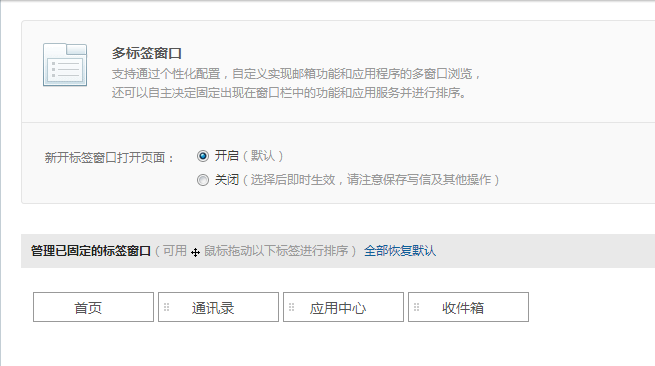 多标签窗口
支持通过个性化配置，自定义实现邮箱功能和应用程序的多窗口浏览，
还可以自主决定固定出现在窗口栏中的功能和应用服务并进行排序。
新开标签窗口打开页面： 开启（默认）
关闭（选择后即时生效，请注意保存写信及其他操作）
管理已固定的标签窗口（可用 鼠标拖动以下标签进行排序） 全部恢复默认
首页 通讯录 应用中心 收件箱